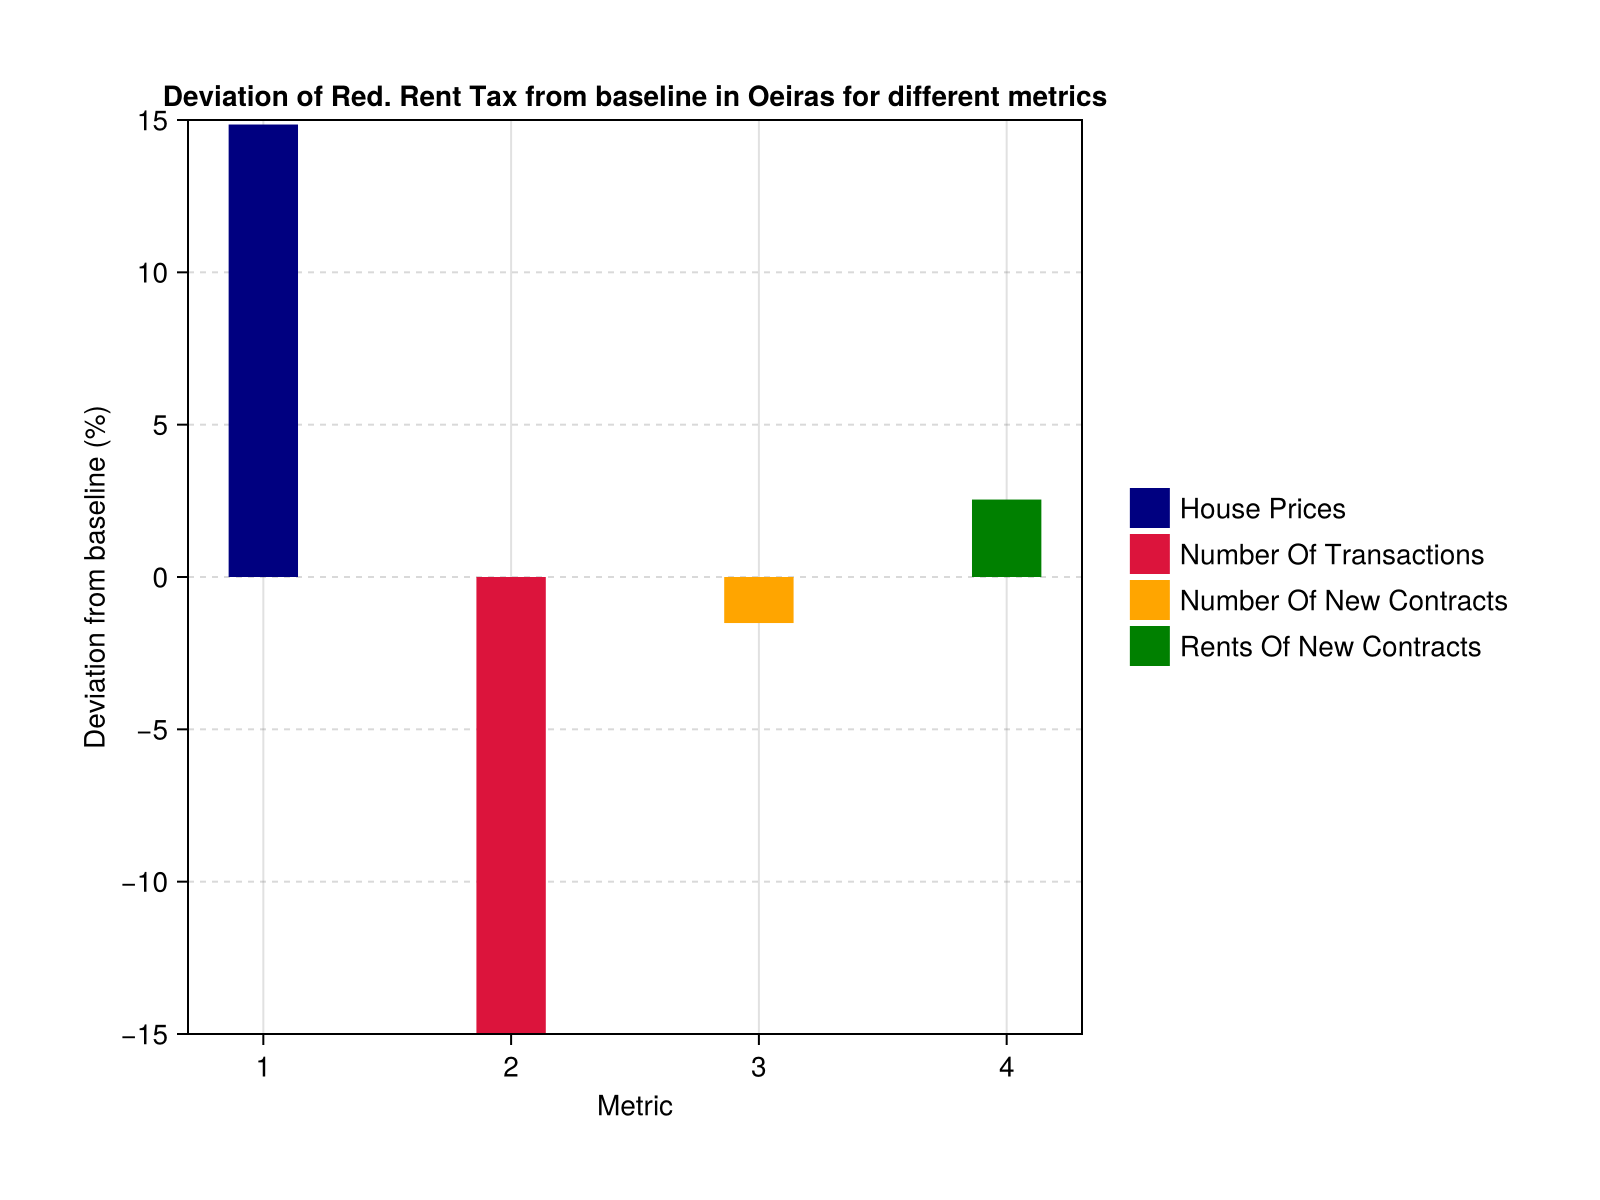 Deviation of Red. Rent Tax from baseline in Oeiras for different metrics
15
10
5
0
−5
−10
−15
Deviation from baseline (%)
1 2 3 4
Metric
House Prices
Number Of Transactions
Number Of New Contracts
Rents Of New Contracts